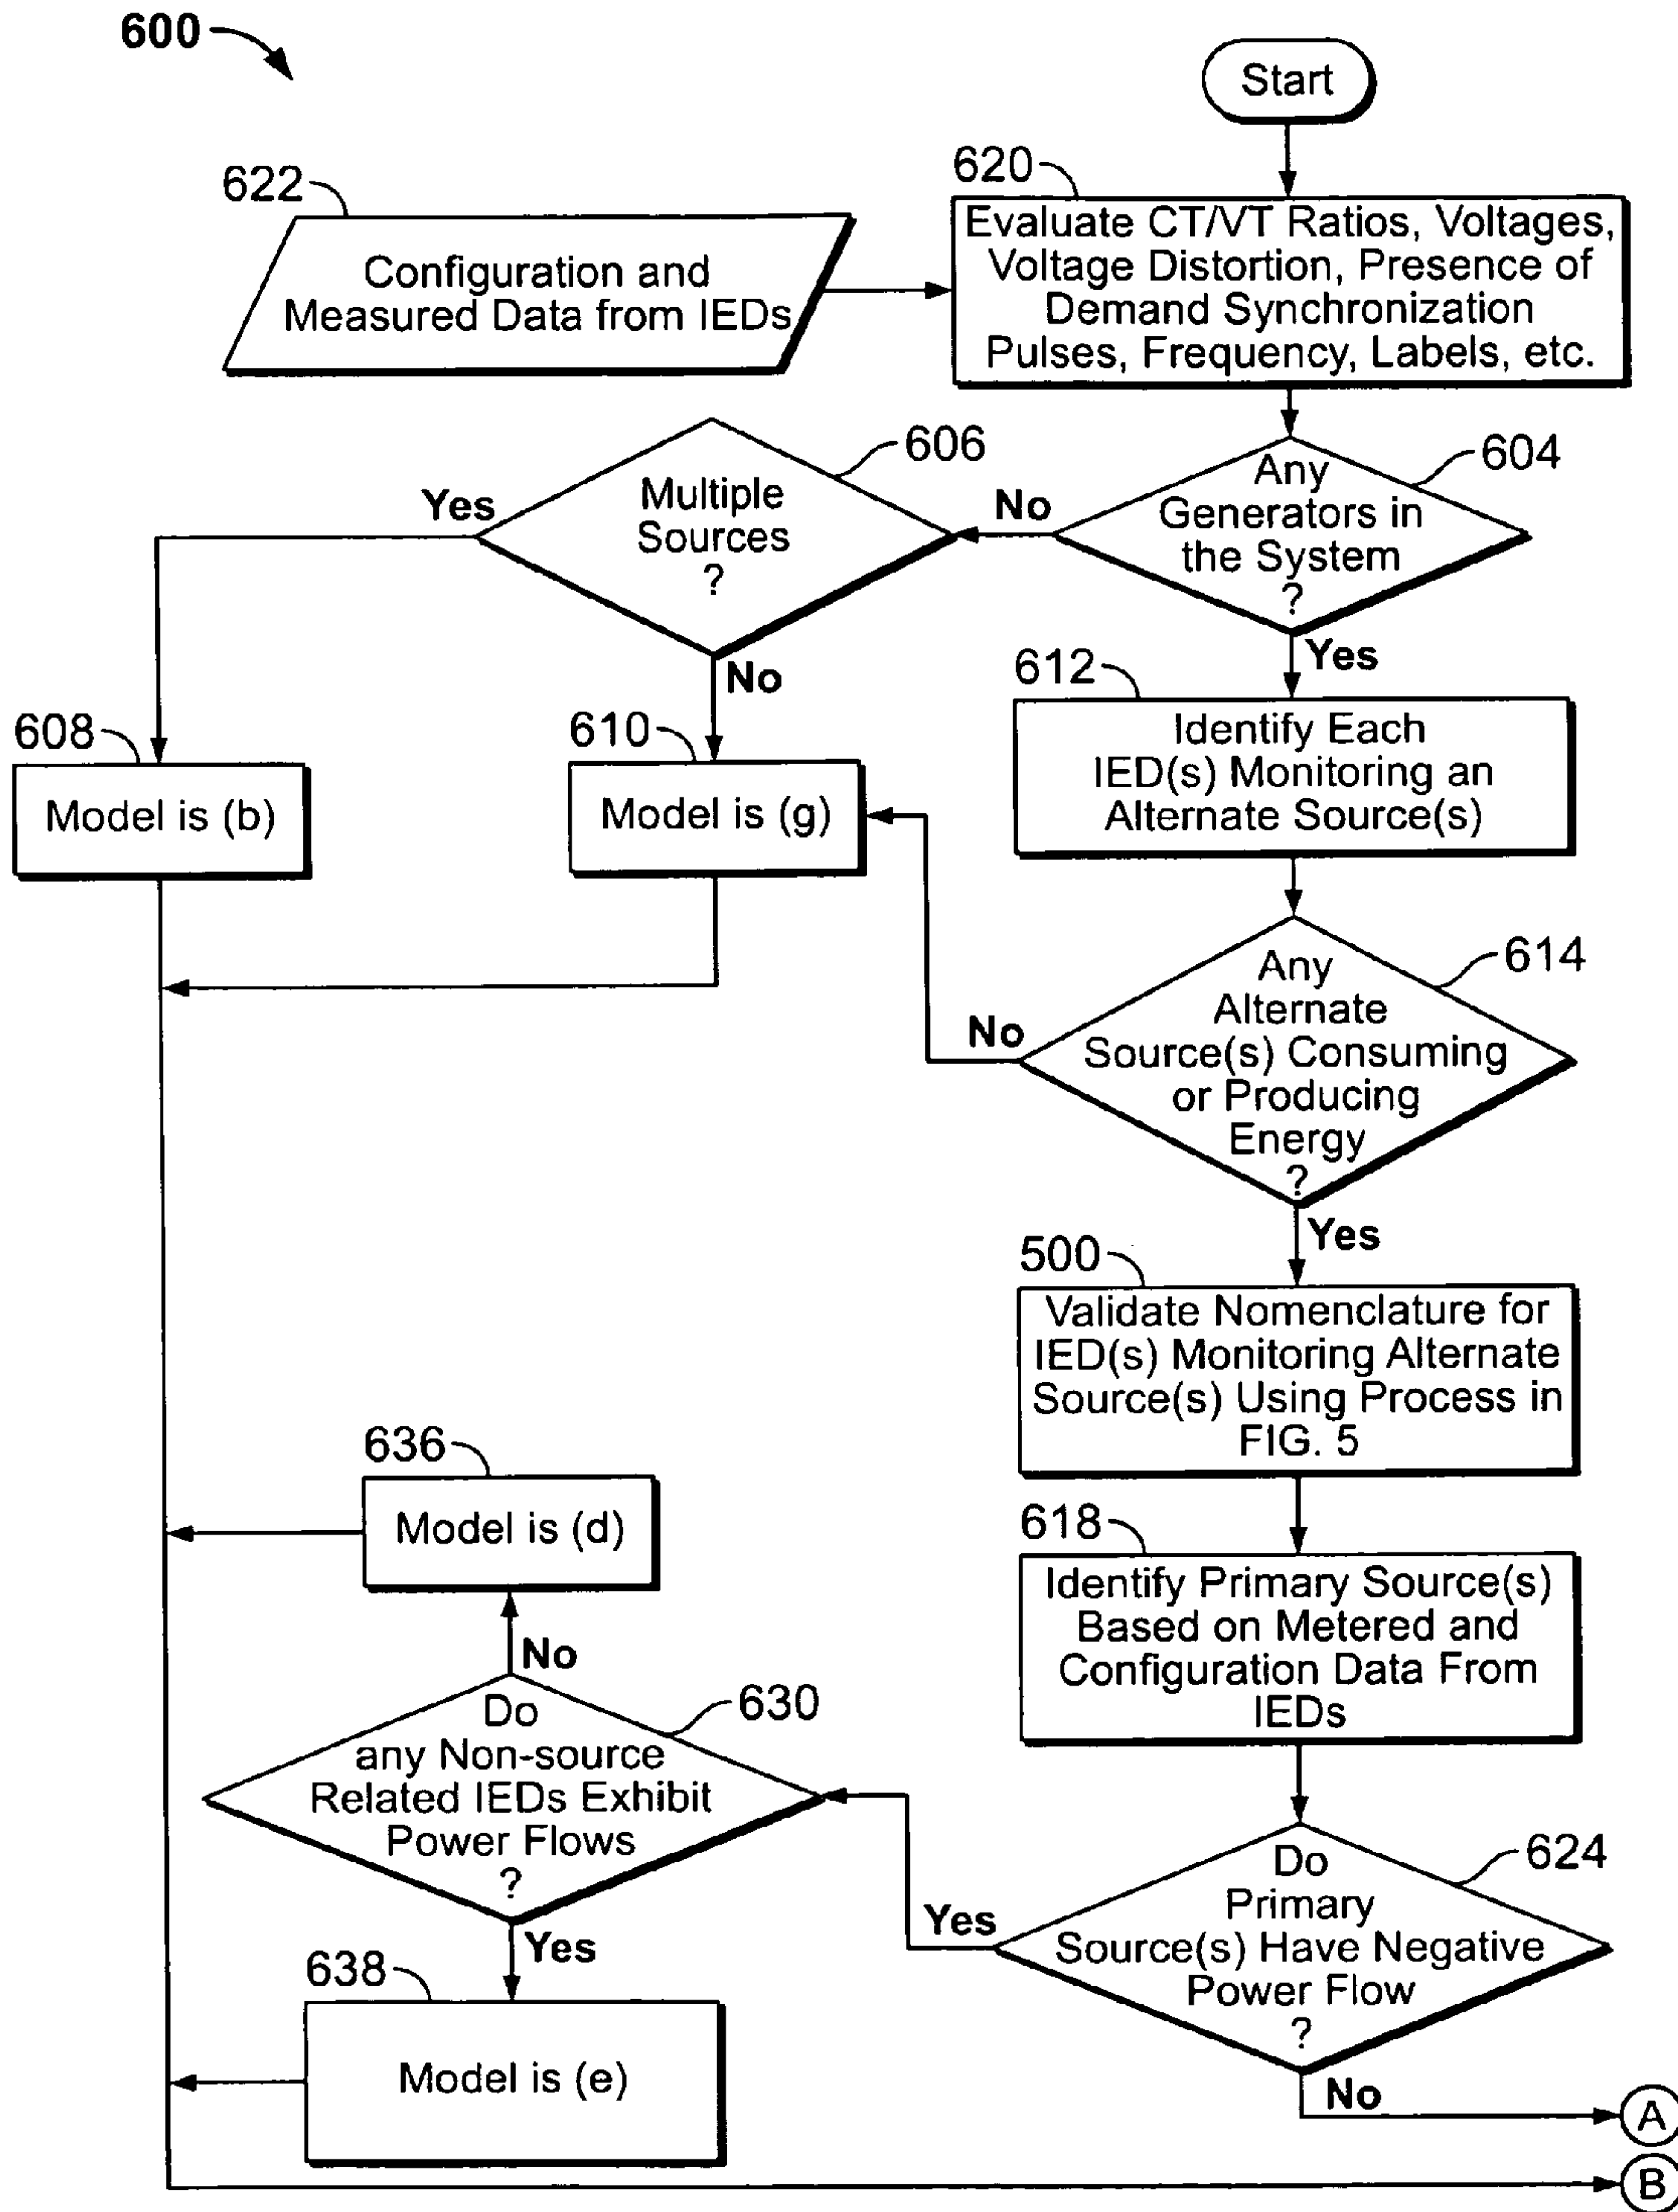 600
Start
620
622
Evaluate CT/VT Ratios, Voltages,
Voltage Distortion, Presence of
Demand Synchronization
Pulses, Frequency, Labels, etc.
Configuration and
Measured Data from IEDs
606
604
Multiple
Sources
?
Yes
No
Any
Generators in
the System
?
No
Yes
608
610
612
Model is (b)
Model is (g)
Identify Each
IED(s) Monitoring an
Alternate Source(s)
614
Any
Alternate
Source(s) Consuming
or Producing
Energy
?
No
Yes
500
Validate Nomenclature for
IED(s) Monitoring Alternate
Source(s) Using Process in
FIG. 5
636
Model is (d)
618
Identify Primary Source(s)
Based on Metered and
Configuration Data From
IEDs
No
630
Do
any Non-source
Related IEDs Exhibit
Power Flows
?
Yes
624
Do
Primary
Source(s) Have Negative
Power Flow
?
Yes
No
638
Model is (e)
A
B